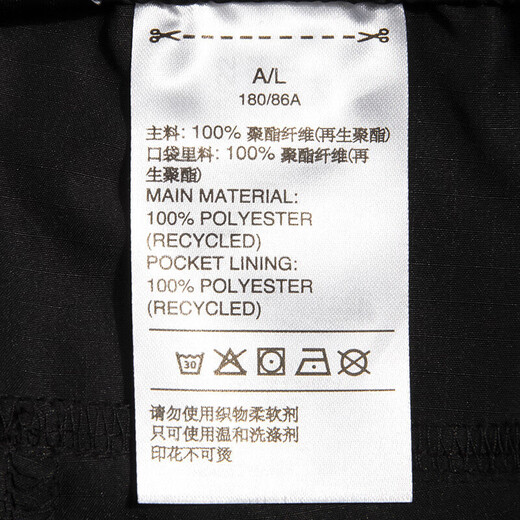 A/L
180/86A
主料: 100% 聚酯纤维(再生聚酯)
口袋里料: 100% 聚酯纤维(再
生聚酯)
MAIN MATERIAL:
100% POLYESTER
(RECYCLED)
POCKET LINING:
100% POLYESTER
(RECYCLED)
30
请勿使用织物柔软剂
只可使用温和洗涤剂
印花不可烫